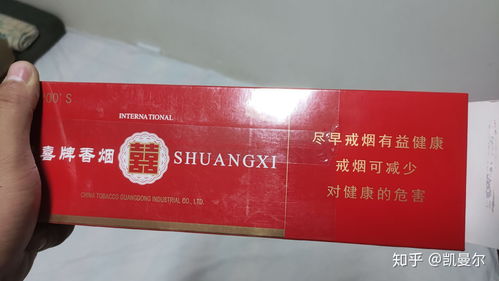 00'S
INTERNATIONAL
喜牌香烟 囍 SHUANGXI
CHINA TOBACCO GUANGDONG INDUSTRIAL CO., LTD.
尽早戒烟有益健康
戒烟可减少
对健康的危害
知乎 @凯曼尔